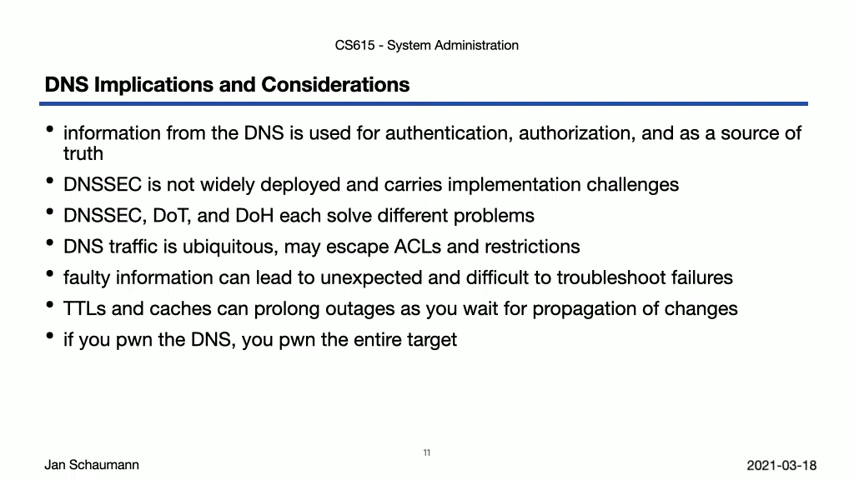 CS615 - System Administration
DNS Implications and Considerations
• information from the DNS is used for authentication, authorization, and as a source of
truth
• DNSSEC is not widely deployed and carries implementation challenges
• DNSSEC, DoT, and DoH each solve different problems
• DNS traffic is ubiquitous, may escape ACLs and restrictions
• faulty information can lead to unexpected and difficult to troubleshoot failures
• TTLs and caches can prolong outages as you wait for propagation of changes
• if you pwn the DNS, you pwn the entire target
11
Jan Schaumann
2021-03-18